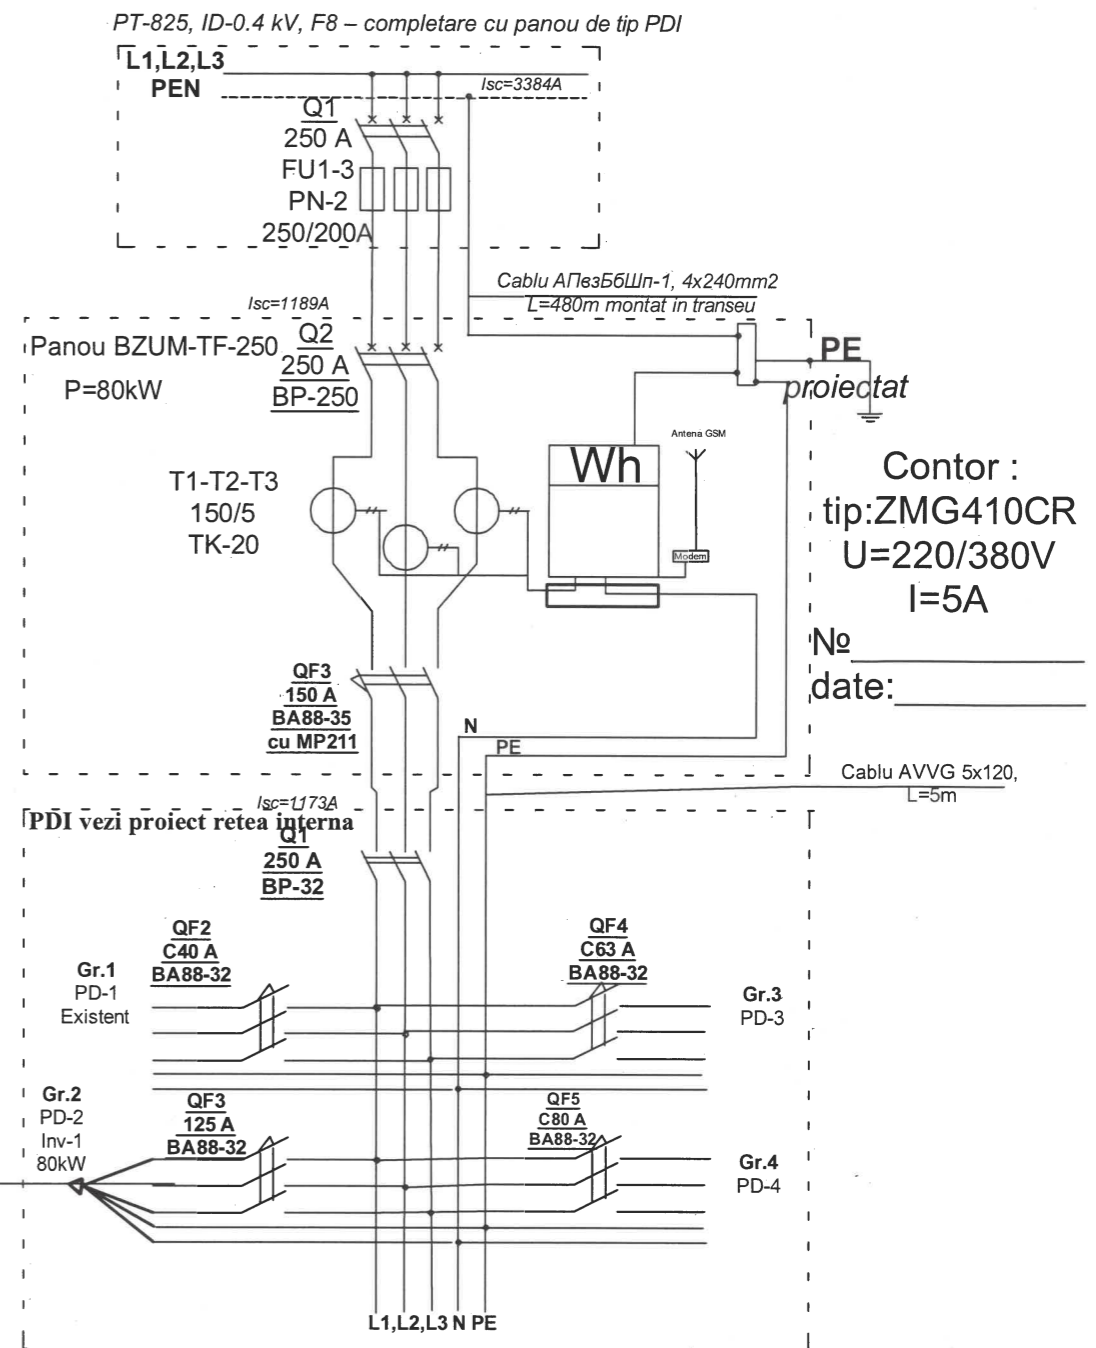 PT-825, ID-0.4 kV, F8 – completare cu panou de tip PDI
L1,L2,L3
PEN
Isc=3384A
Q1
250 A
FU1-3
PN-2
250/200A
Cablu АПвзБбШп-1, 4x240mm2
L=480m montat in transeu
Isc=1189A
Panou BZUM-TF-250
P=80kW
Q2
250 A
BP-250
PE
proiectat
Antena GSM
Wh
Modem
T1-T2-T3
150/5
TK-20
Contor :
tip:ZMG410CR
U=220/380V
I=5A
№
date:
QF3
150 A
BA88-35
cu MP211
N
PE
Cablu AVVG 5x120,
L=5m
Isc=1173A
PDI vezi proiect retea interna
Q1
250 A
BP-32
QF2
C40 A
BA88-32
Gr.1
PD-1
Existent
QF4
C63 A
BA88-32
Gr.3
PD-3
Gr.2
PD-2
Inv-1
80kW
QF3
125 A
BA88-32
QF5
C80 A
BA88-32
Gr.4
PD-4
L1,L2,L3 N PE